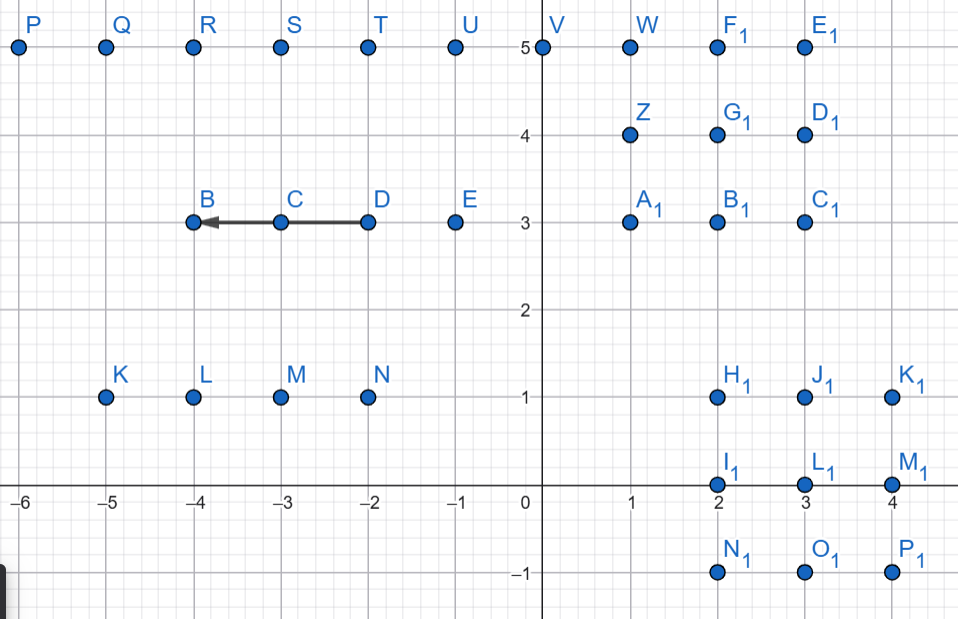 P Q R S T U V W F₁ E₁
5
Z G₁ D₁
4
B C D E A₁ B₁ C₁
3
2
K L M N H₁ J₁ K₁
1
I₁ L₁ M₁
–6 –5 –4 –3 –2 –1 0 1 2 3 4
N₁ O₁ P₁
–1